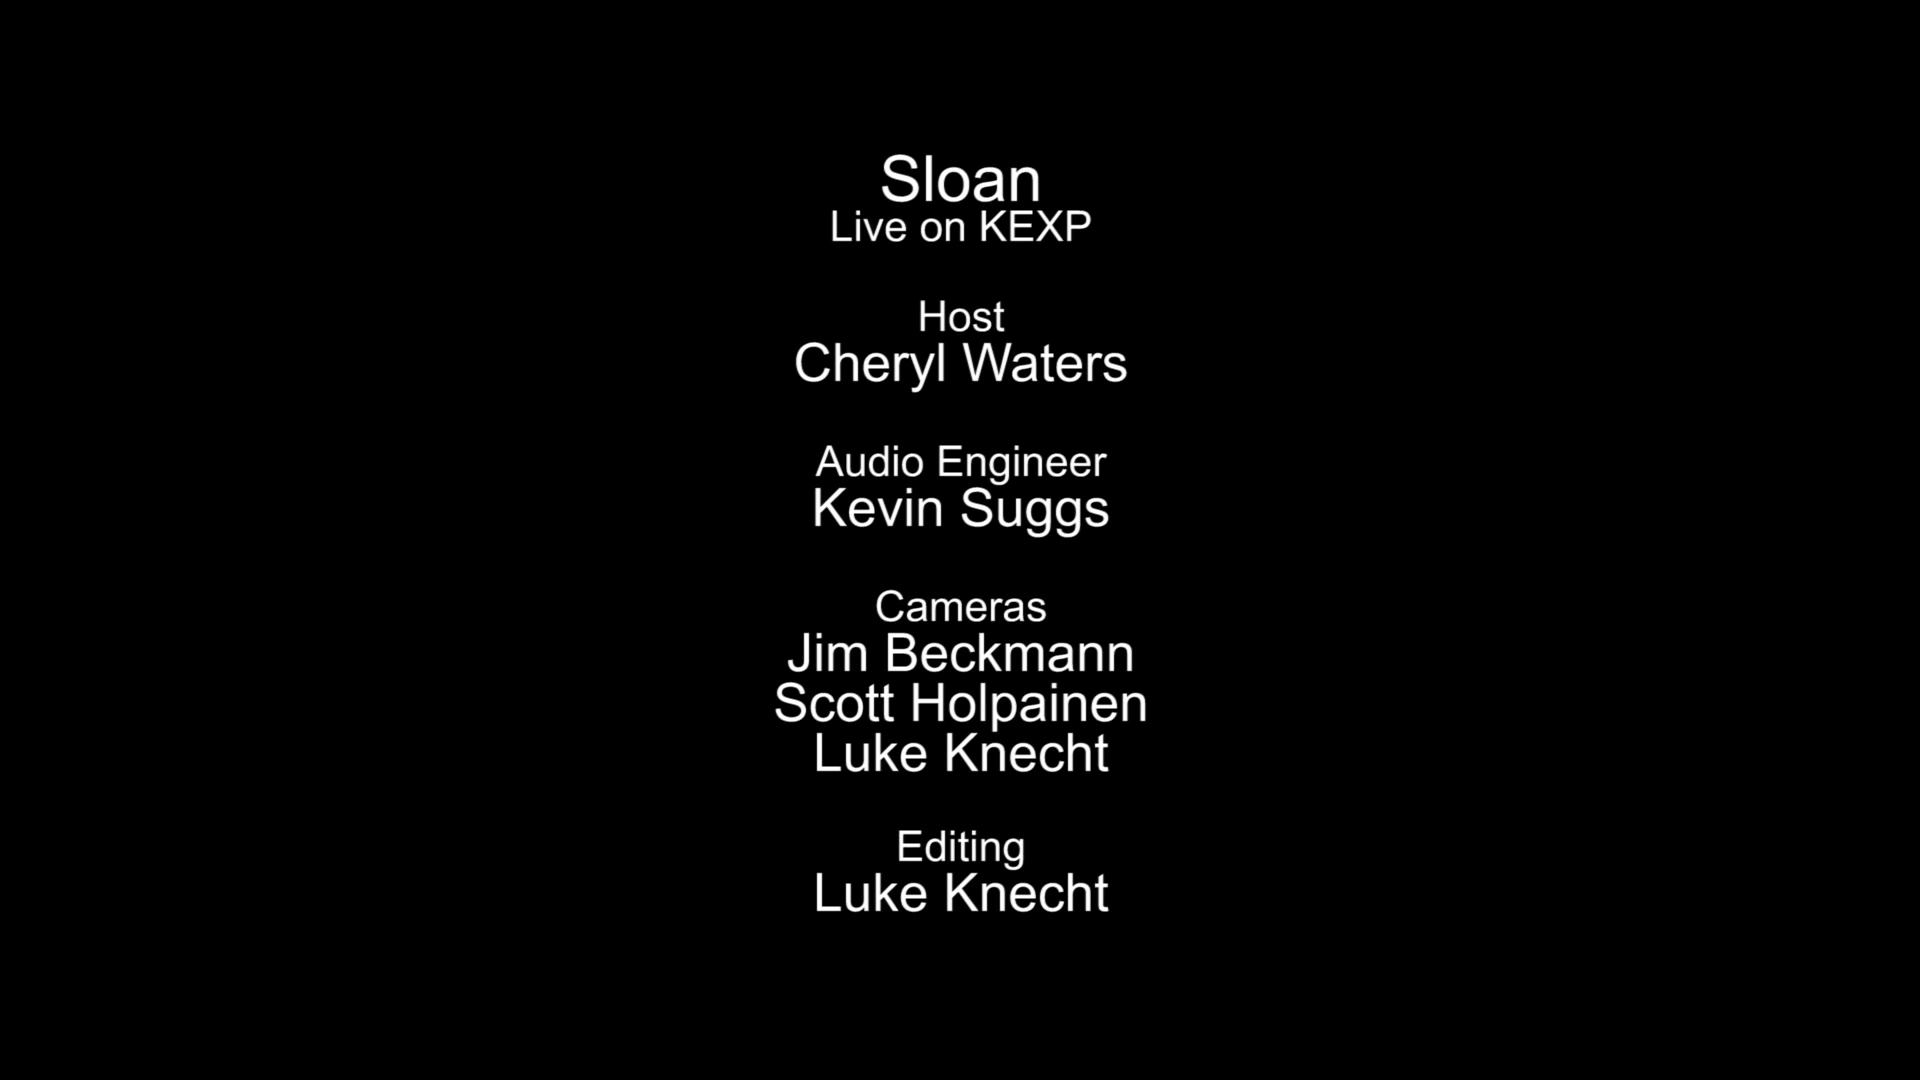 Sloan
Live on KEXP
Host
Cheryl Waters
Audio Engineer
Kevin Suggs
Cameras
Jim Beckmann
Scott Holpainen
Luke Knecht
Editing
Luke Knecht